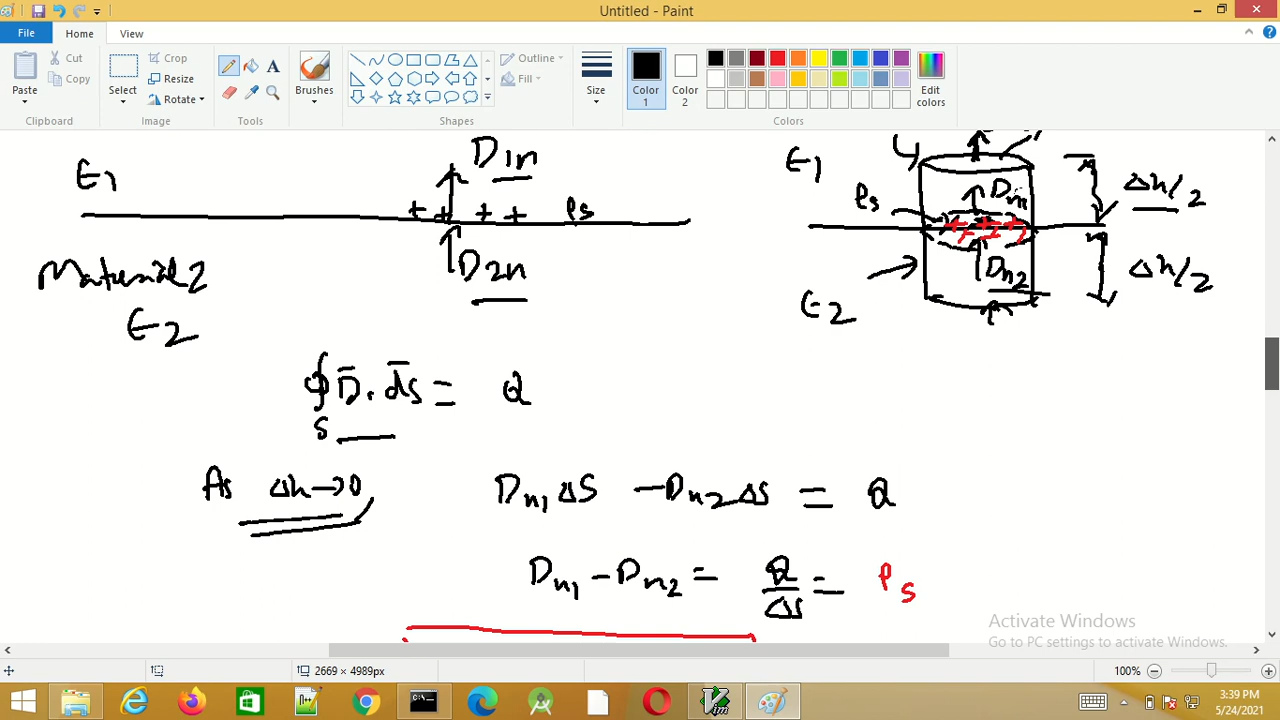 Untitled - Paint
File Home View
Paste
Cut
Copy
Clipboard
Select
Crop
Resize
Rotate
Image
Tools
Brushes
Outline
Fill
Shapes
Size
Color 1
Color 2
Edit colors
Colors
D1n
ϵ1
+ + + + ρs
D2n
Material 2
ϵ2
ϵ1
ρs
Dn1
Δh/2
Dn2
Δh/2
ϵ2
∮ D̄ . d̄s = Q
S
As Δh→0, Dn1 ΔS − Dn2 ΔS = Q
Dn1 − Dn2 = Q/ΔS = ρs
Activate Windows
Go to PC settings to activate Windows.
2669 × 4989px
100%
3:39 PM
5/24/2021